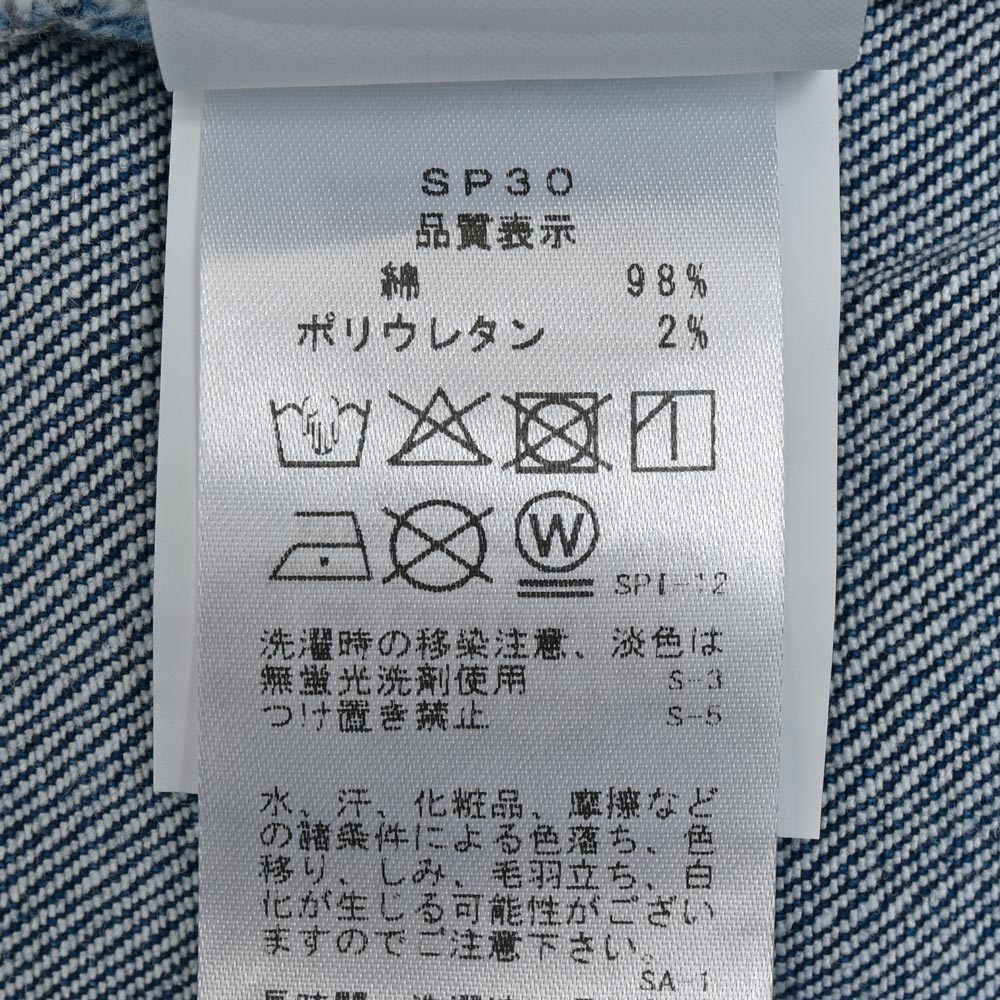 SP30
品質表示
綿 98%
ポリウレタン 2%
W
SPI-12
洗濯時の移染注意、淡色は
無蛍光洗剤使用 S-3
つけ置き禁止 S-5
水、汗、化粧品、摩擦など
の諸条件による色落ち、色
移り、しみ、毛羽立ち、白
化が生じる可能性がござい
ますのでご注意下さい。
SA-1